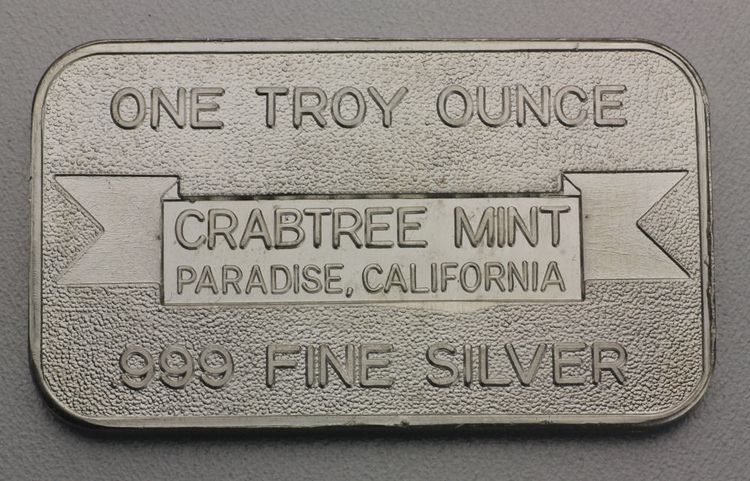 ONE TROY OUNCE
CRABTREE MINT
PARADISE, CALIFORNIA
.999 FINE SILVER